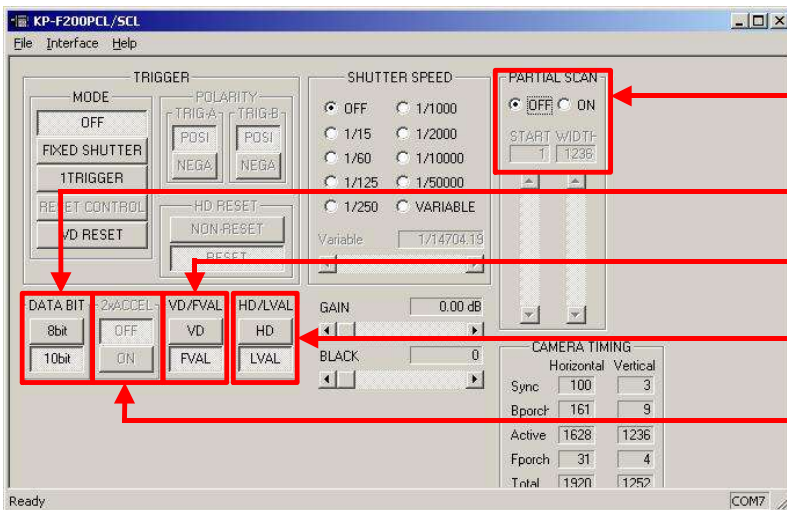 KP-F200PCL/SCL
File Interface Help
TRIGGER
MODE
OFF
FIXED SHUTTER
1TRIGGER
RESET CONTROL
VD RESET
POLARITY
TRIG-A TRIG-B
POSI POSI
NEGA NEGA
HD RESET
NON-RESET
RESET
SHUTTER SPEED
OFF 1/1000
1/15 1/2000
1/60 1/10000
1/125 1/50000
1/250 VARIABLE
Variable 1/14704.19
PARTIAL SCAN
OFF ON
START WIDTH
1 1236
DATA BIT
8bit
10bit
2xACCEL
OFF
ON
VD/FVAL
VD
FVAL
HD/LVAL
HD
LVAL
GAIN 0.00 dB
BLACK 0
CAMERA TIMING
Horizontal Vertical
Sync 100 3
Bporch 161 9
Active 1628 1236
Fporch 31 4
Total 1920 1252
Ready COM7